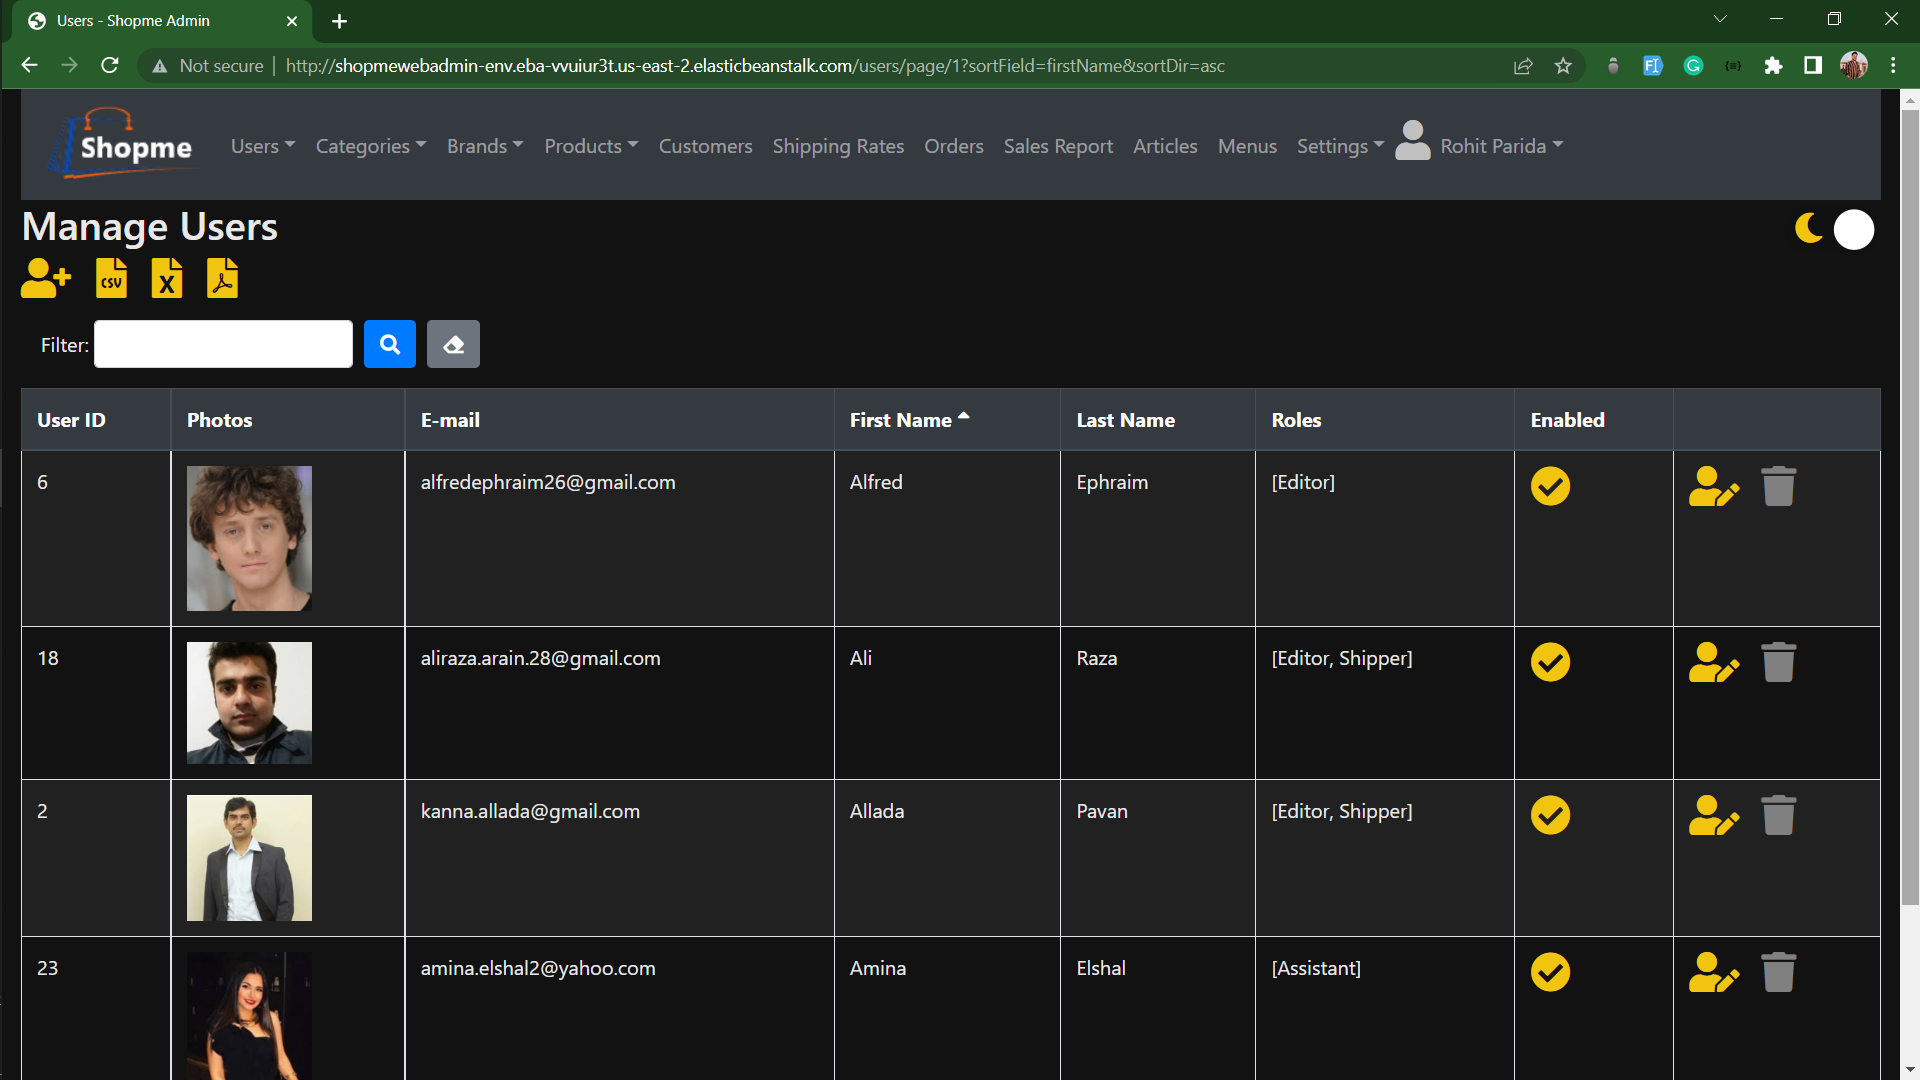 Users - Shopme Admin
Not secure | http://shopmewebadmin-env.eba-vvuiur3t.us-east-2.elasticbeanstalk.com/users/page/1?sortField=firstName&sortDir=asc
Shopme Users Categories Brands Products Customers Shipping Rates Orders Sales Report Articles Menus Settings Rohit Parida
Manage Users
CSV X
Filter:
User ID Photos E-mail First Name Last Name Roles Enabled
6 alfredephraim26@gmail.com Alfred Ephraim [Editor]
18 aliraza.arain.28@gmail.com Ali Raza [Editor, Shipper]
2 kanna.allada@gmail.com Allada Pavan [Editor, Shipper]
23 amina.elshal2@yahoo.com Amina Elshal [Assistant]